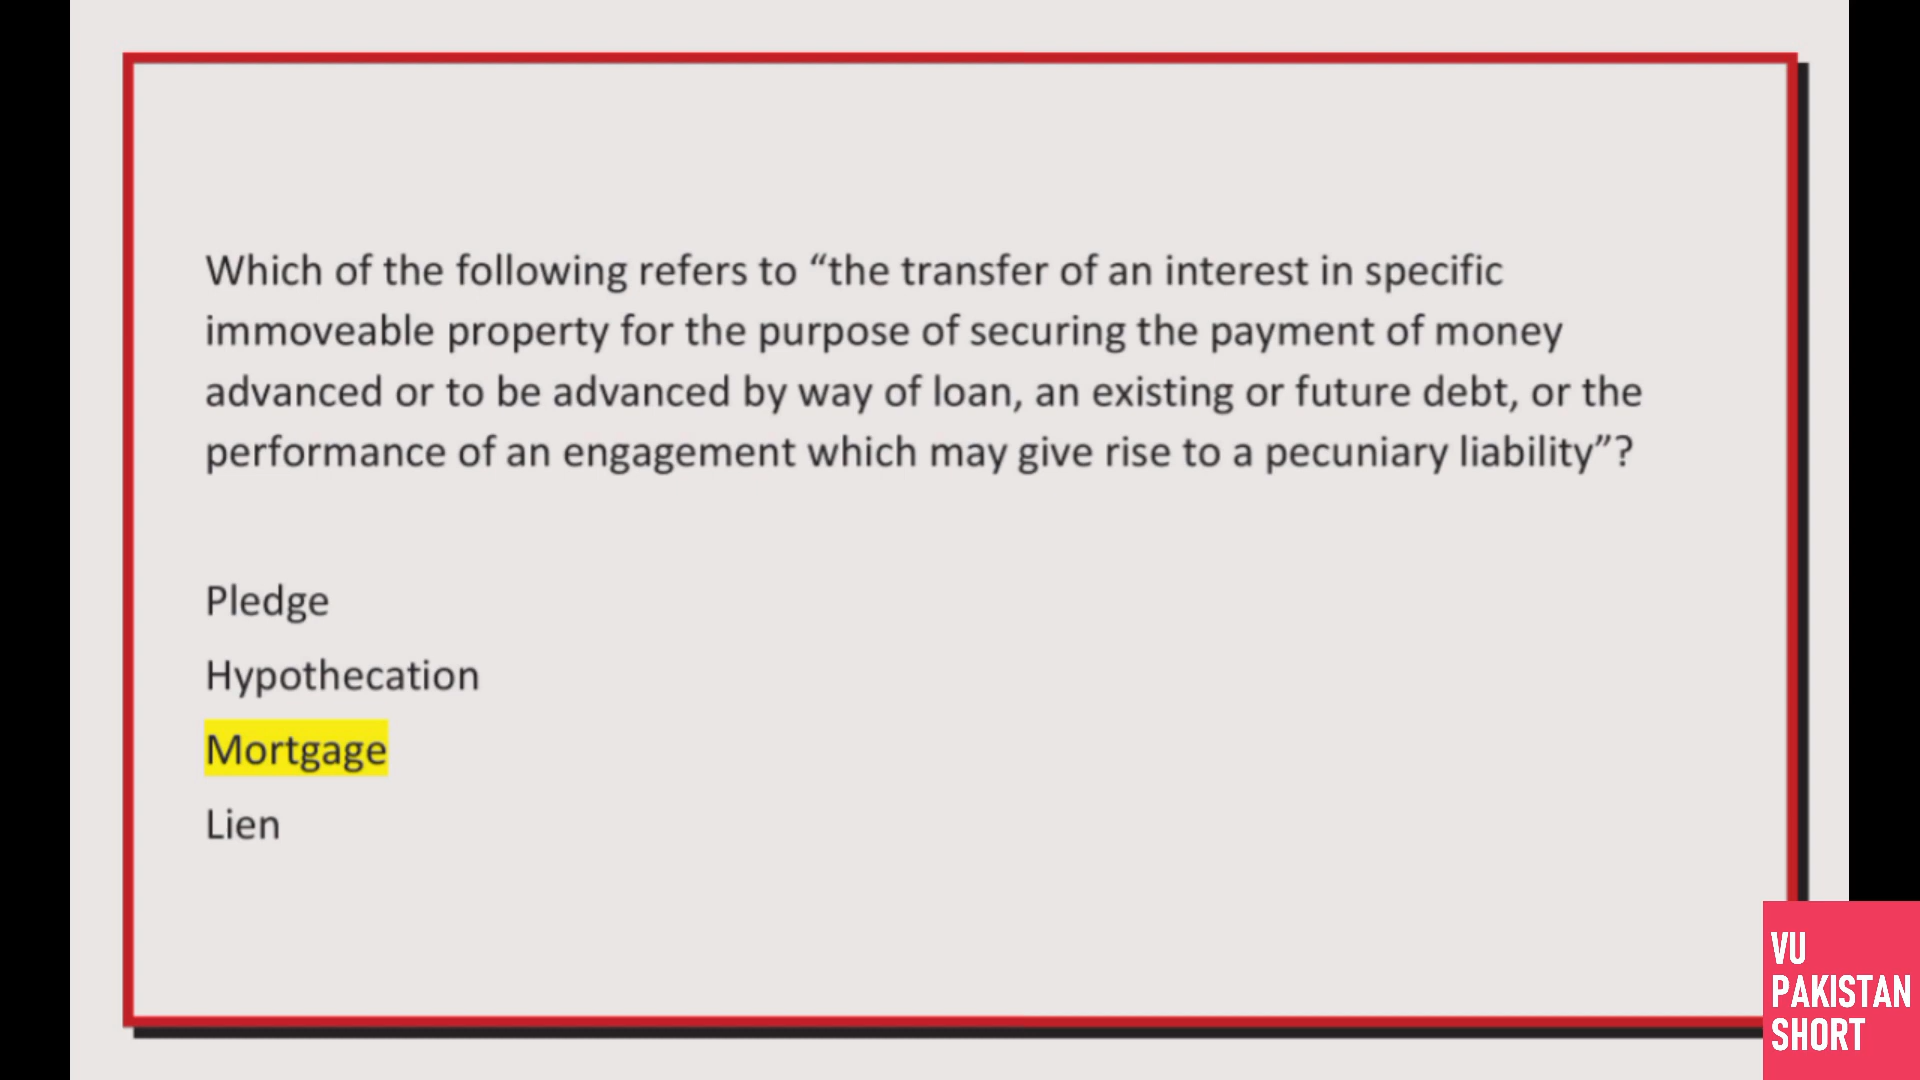 Which of the following refers to “the transfer of an interest in specific
immoveable property for the purpose of securing the payment of money
advanced or to be advanced by way of loan, an existing or future debt, or the
performance of an engagement which may give rise to a pecuniary liability”?
Pledge
Hypothecation
Mortgage
Lien
VU
PAKISTAN
SHORT